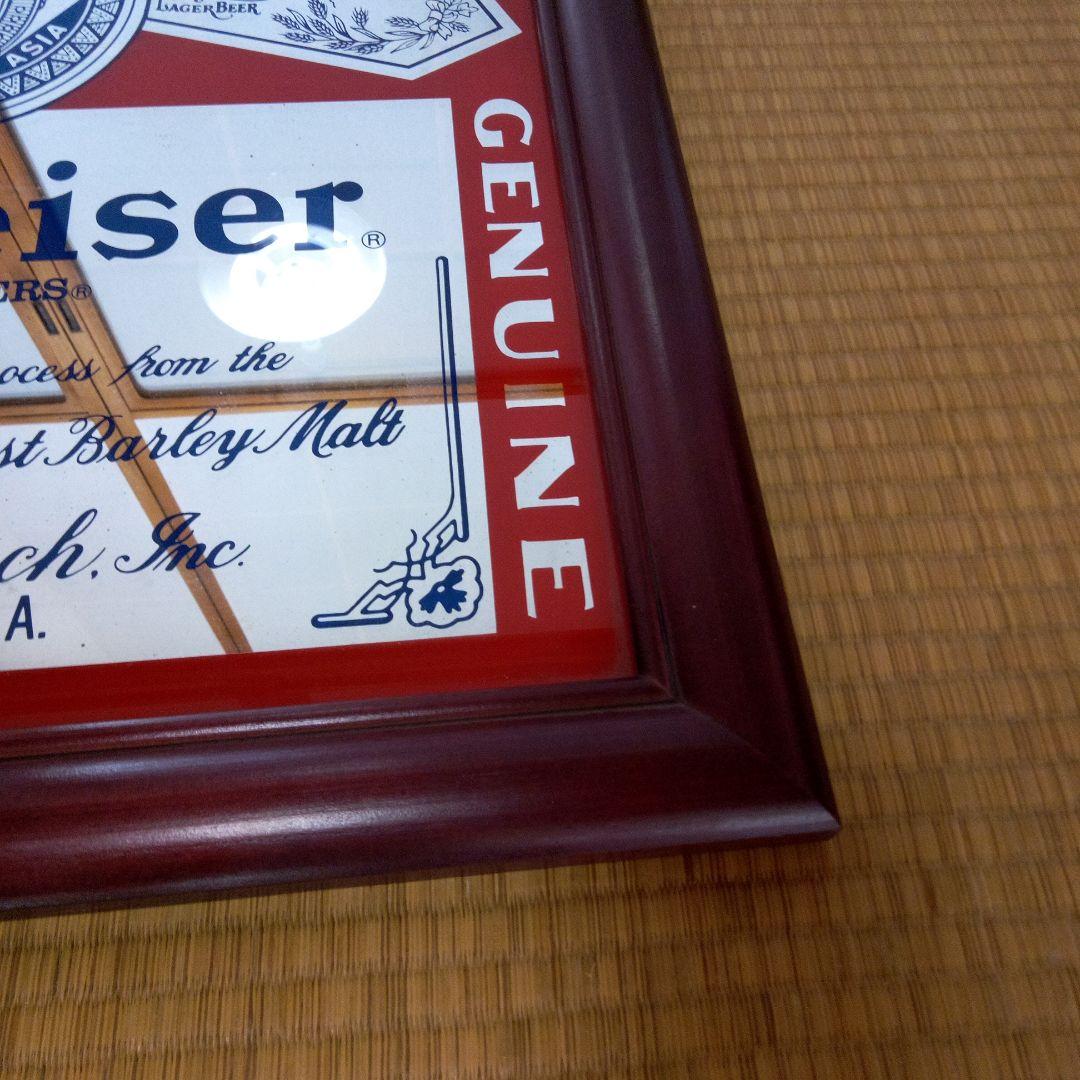 LAGER BEER
ASIA
eiser®
ERS®
ocess from the
st Barley Malt
ch, Inc.
A.
GENUINE